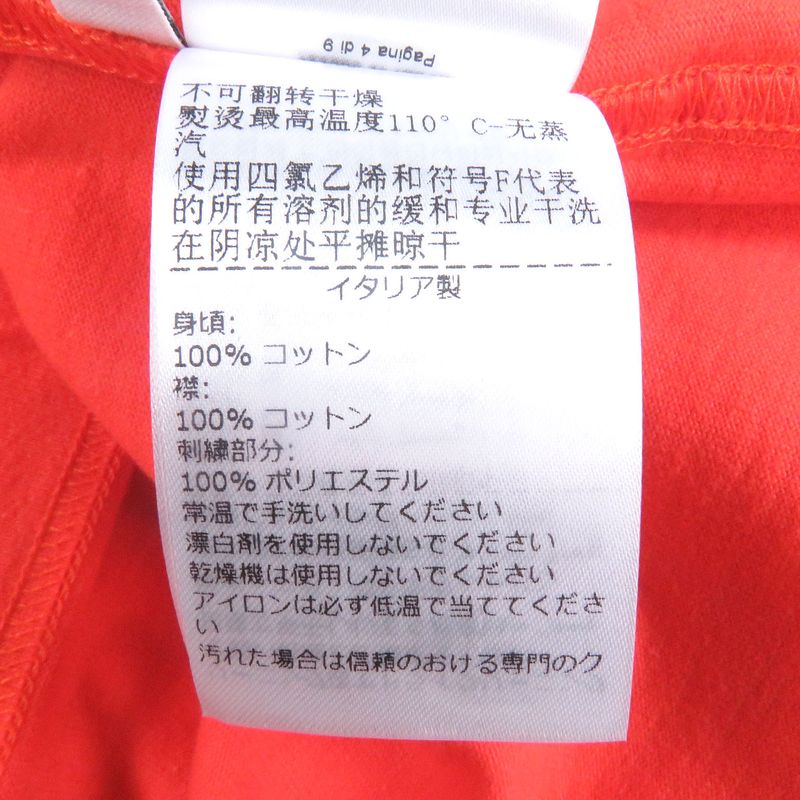 Pagina 4 di 9
不可翻转干燥
熨烫最高温度110° C-无蒸
汽
使用四氯乙烯和符号F代表
的所有溶剂的缓和专业干洗
在阴凉处平摊晾干
イタリア製
身頃:
100% コットン
襟:
100% コットン
刺繍部分:
100% ポリエステル
常温で手洗いしてください
漂白剤を使用しないでください
乾燥機は使用しないでください
アイロンは必ず低温で当ててくださ
い
汚れた場合は信頼のおける専門のク